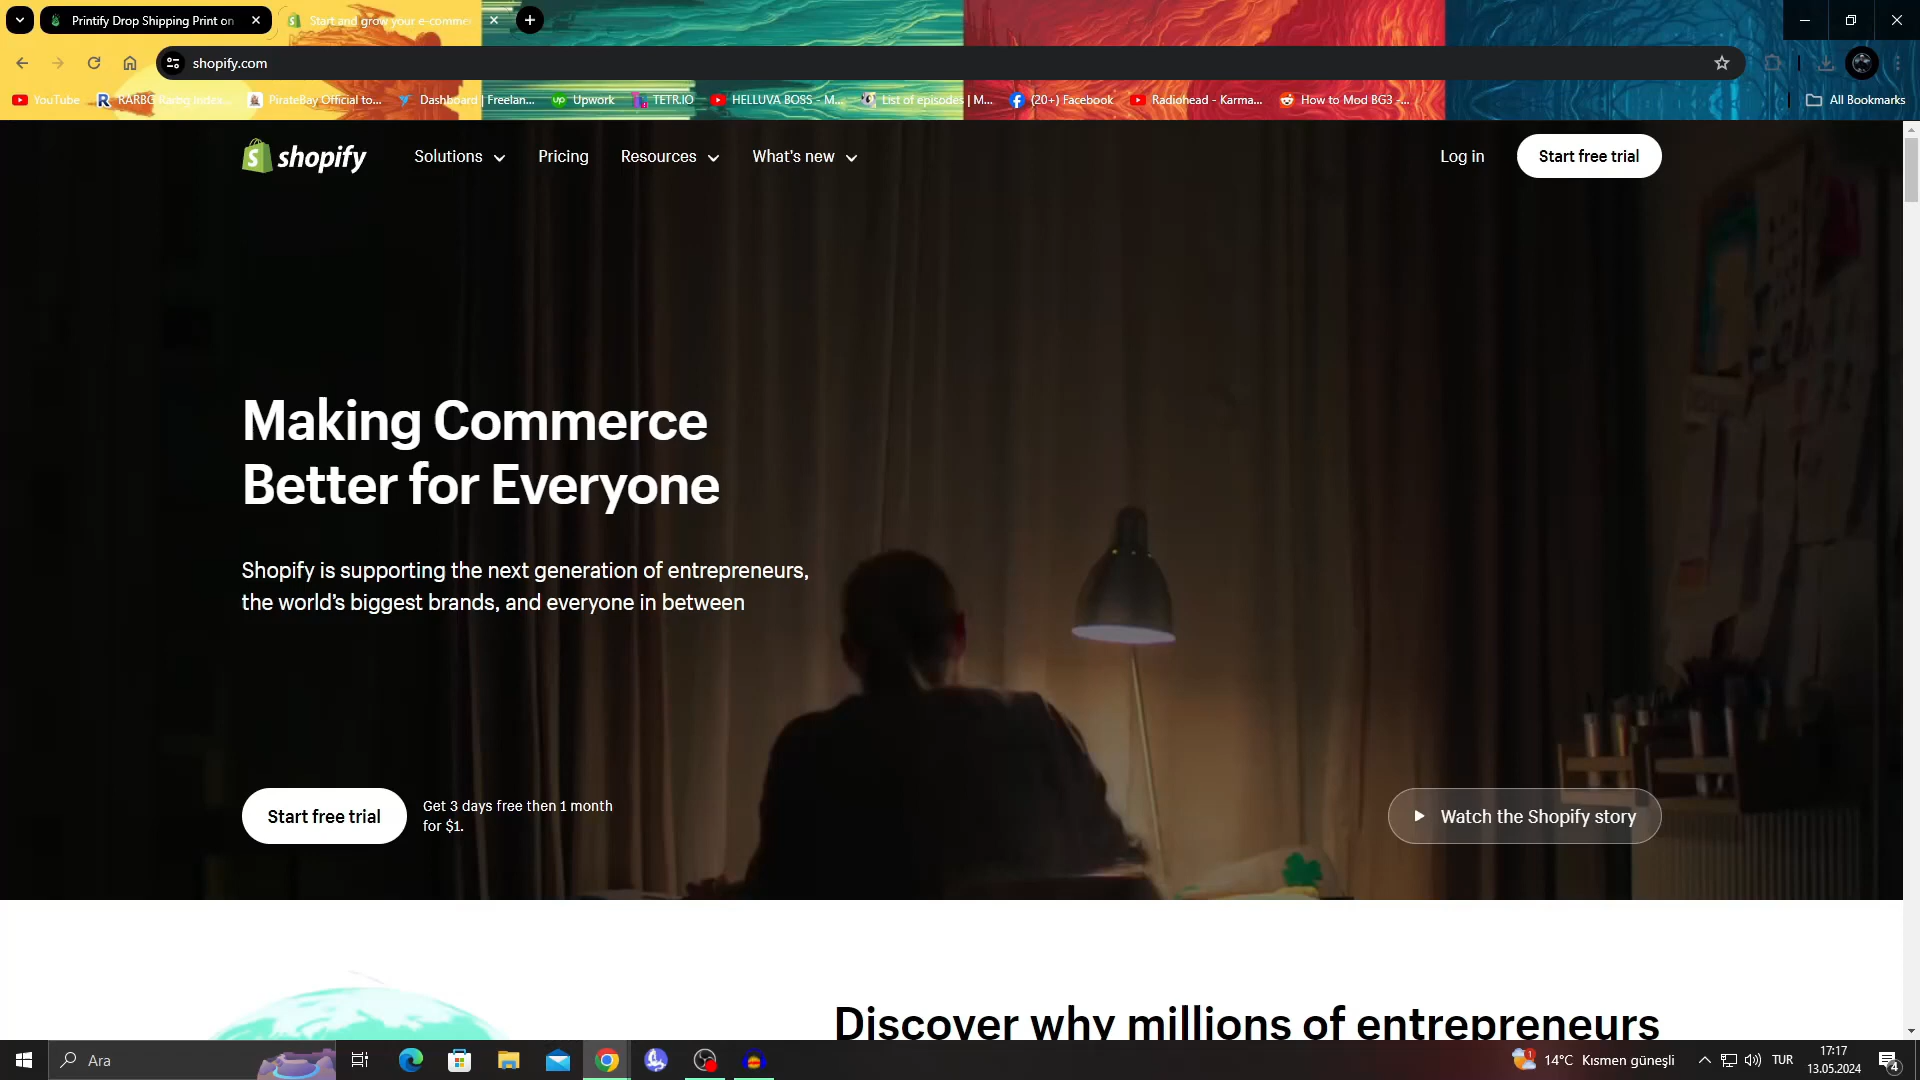 Printify Drop Shipping Print on
Start and grow your e-comme
shopify.com
YouTube
RARBG Rarbg Index...
PirateBay Official to...
Dashboard | Freelan...
Upwork
TETR.IO
HELLUVA BOSS - M...
List of episodes | M...
(20+) Facebook
Radiohead - Karma...
How to Mod BG3 -...
All Bookmarks
shopify
Solutions
Pricing
Resources
What's new
Log in
Start free trial
Making Commerce
Better for Everyone
Shopify is supporting the next generation of entrepreneurs,
the world's biggest brands, and everyone in between
Start free trial
Get 3 days free then 1 month
for $1.
Watch the Shopify story
Discover why millions of entrepreneurs
Ara
14°C Kısmen güneşli
TUR
17:17
13.05.2024
4